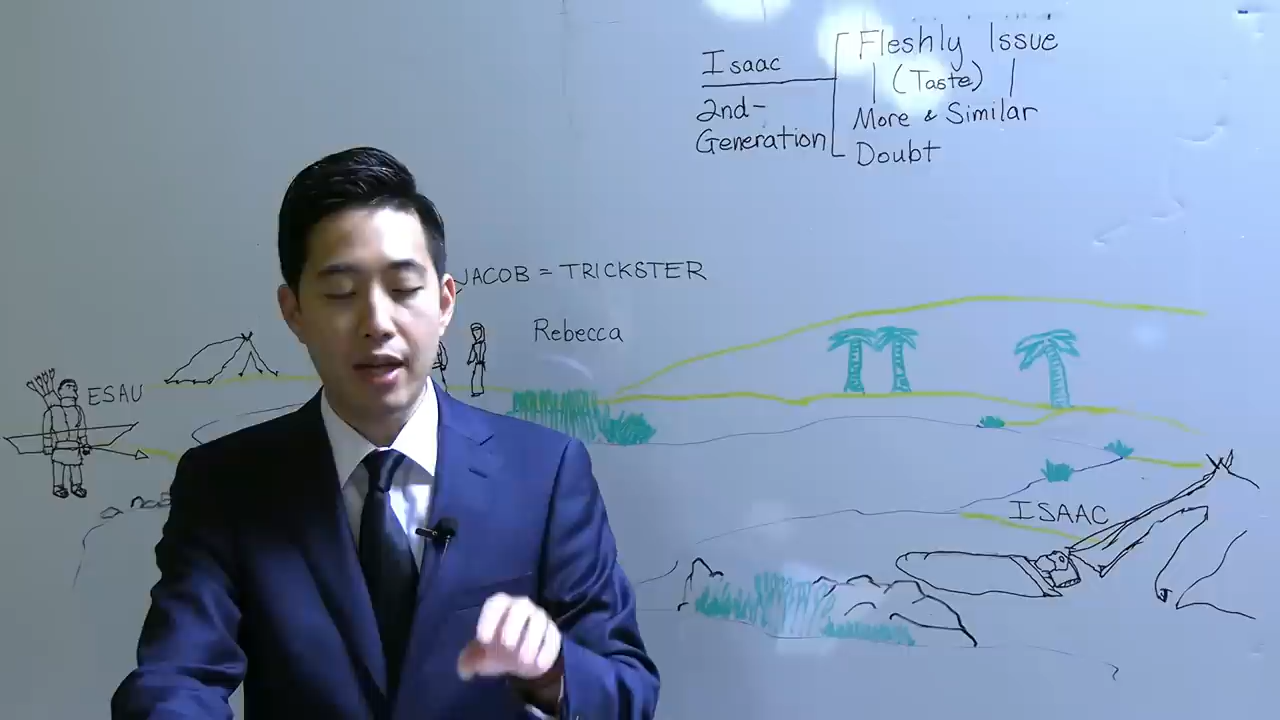 Isaac
2nd-
Generation
Fleshly Issue
(Taste)
More & Similar
Doubt
JACOB = TRICKSTER
Rebecca
ESAU
ISAAC